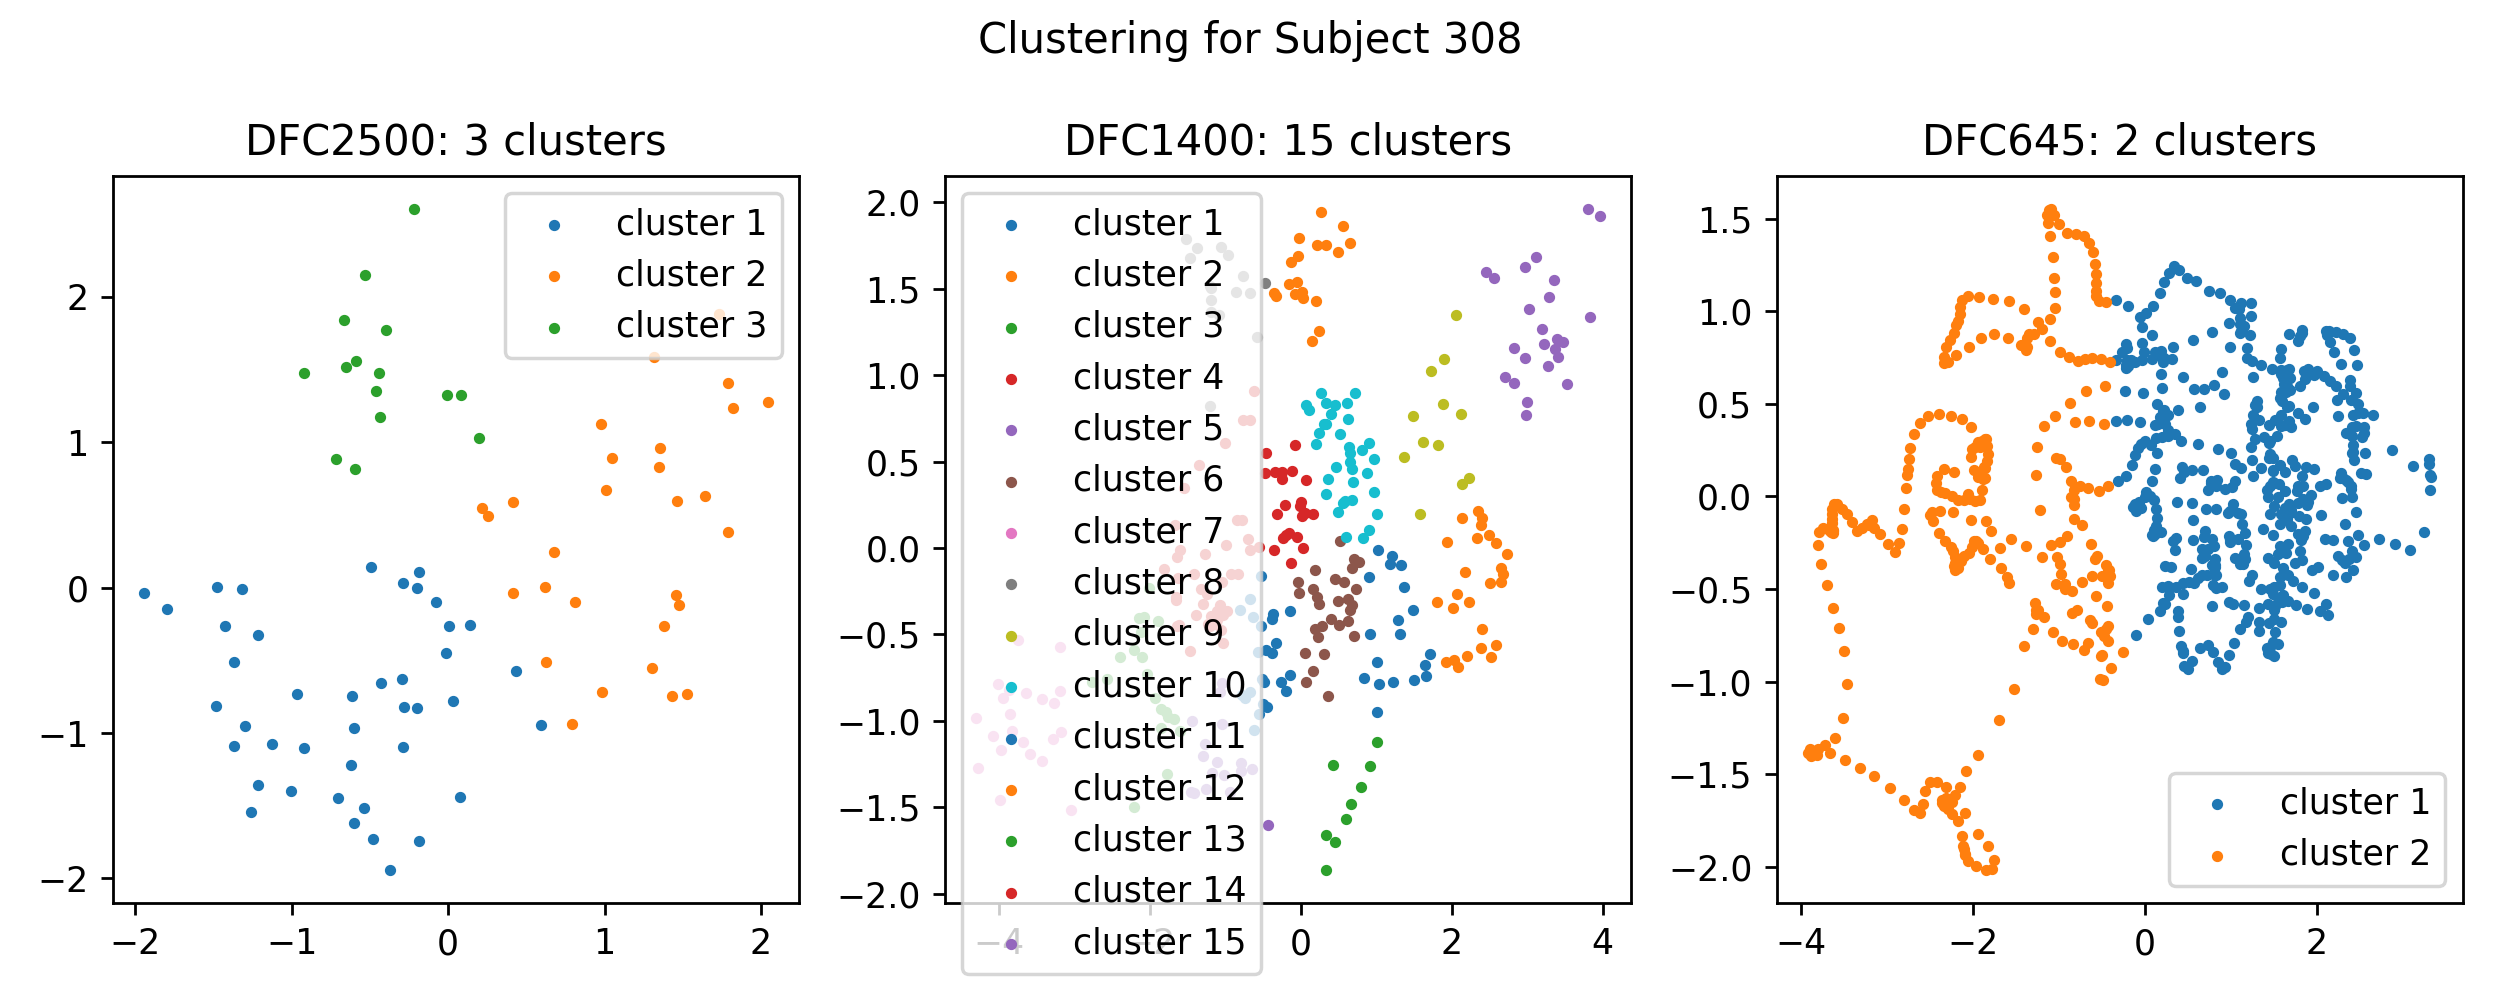 Clustering for Subject 308
DFC2500: 3 clusters
cluster 1
cluster 2
cluster 3
2
1
0
−1
−2
−2
−1
0
1
2
DFC1400: 15 clusters
cluster 1
cluster 2
cluster 3
cluster 4
cluster 5
cluster 6
cluster 7
cluster 8
cluster 9
cluster 10
cluster 11
cluster 12
cluster 13
cluster 14
cluster 15
2.0
1.5
1.0
0.5
0.0
−0.5
−1.0
−1.5
−2.0
−4
−2
0
2
4
DFC645: 2 clusters
1.5
1.0
0.5
0.0
−0.5
−1.0
−1.5
−2.0
−4
−2
0
2
cluster 1
cluster 2